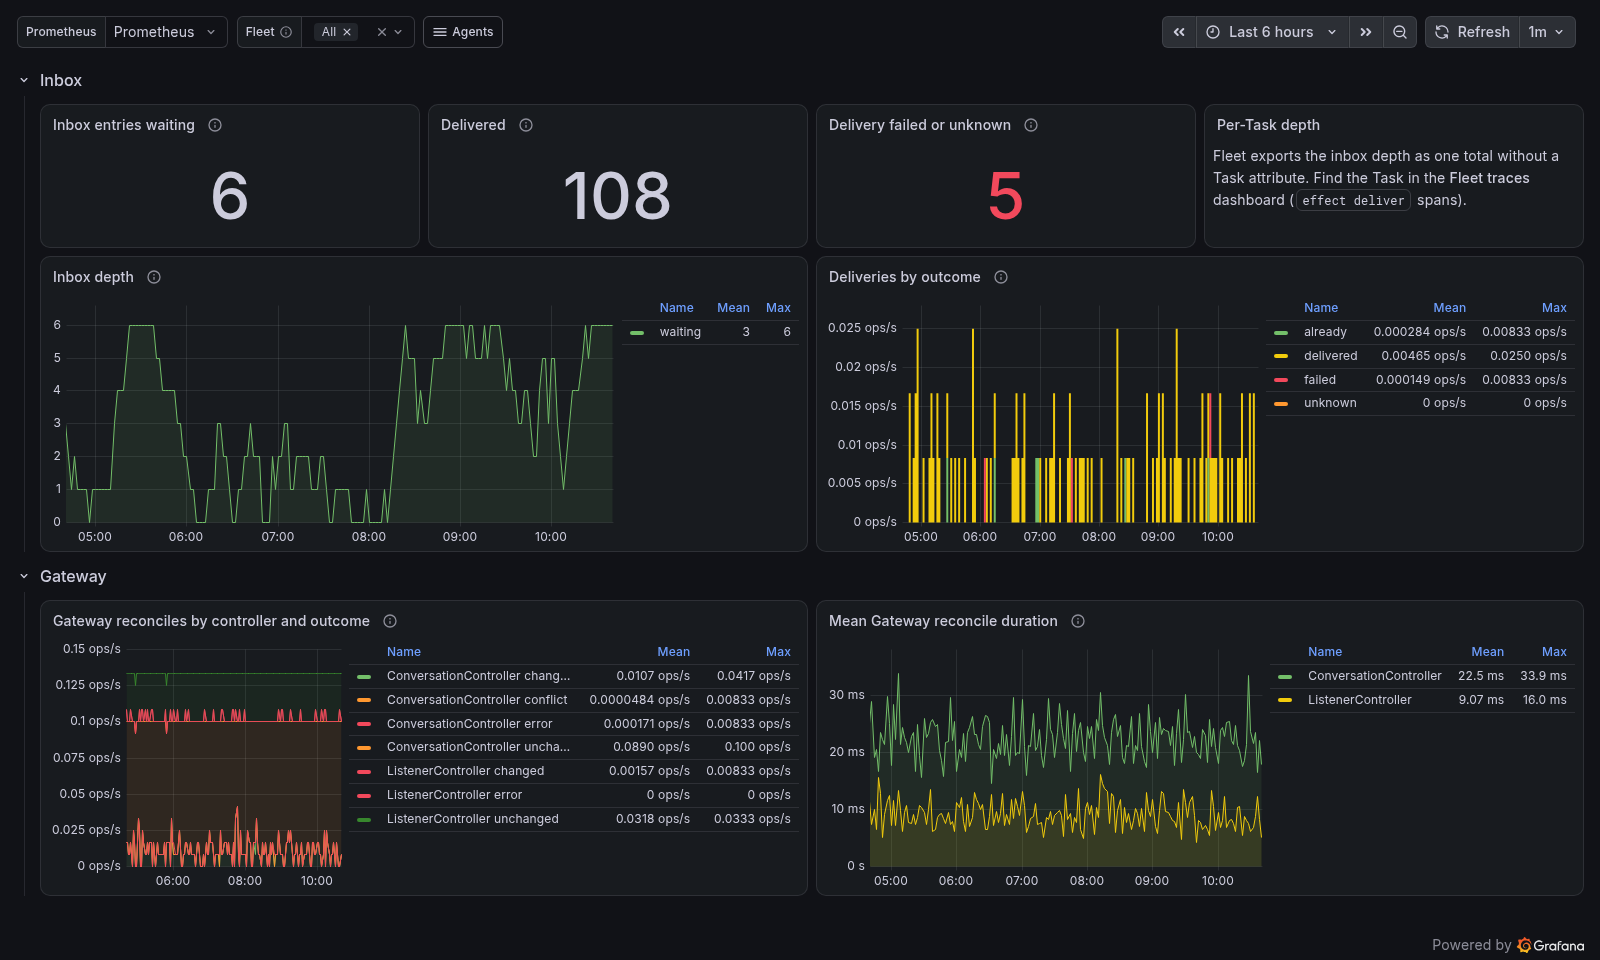 Prometheus Prometheus Fleet All Agents Last 6 hours Refresh 1m
Inbox
Inbox entries waiting
6
Delivered
108
Delivery failed or unknown
5
Per-Task depth
Fleet exports the inbox depth as one total without a
Task attribute. Find the Task in the Fleet traces
dashboard ( effect deliver spans).
Inbox depth
6
5
4
3
2
1
0
05:00 06:00 07:00 08:00 09:00 10:00
Name Mean Max
waiting 3 6
Deliveries by outcome
0.025 ops/s
0.02 ops/s
0.015 ops/s
0.01 ops/s
0.005 ops/s
0 ops/s
05:00 06:00 07:00 08:00 09:00 10:00
Name Mean Max
already 0.000284 ops/s 0.00833 ops/s
delivered 0.00465 ops/s 0.0250 ops/s
failed 0.000149 ops/s 0.00833 ops/s
unknown 0 ops/s 0 ops/s
Gateway
Gateway reconciles by controller and outcome
0.15 ops/s
0.125 ops/s
0.1 ops/s
0.075 ops/s
0.05 ops/s
0.025 ops/s
0 ops/s
06:00 08:00 10:00
Name Mean Max
ConversationController chang... 0.0107 ops/s 0.0417 ops/s
ConversationController conflict 0.0000484 ops/s 0.00833 ops/s
ConversationController error 0.000171 ops/s 0.00833 ops/s
ConversationController uncha... 0.0890 ops/s 0.100 ops/s
ListenerController changed 0.00157 ops/s 0.00833 ops/s
ListenerController error 0 ops/s 0 ops/s
ListenerController unchanged 0.0318 ops/s 0.0333 ops/s
Mean Gateway reconcile duration
30 ms
20 ms
10 ms
0 s
05:00 06:00 07:00 08:00 09:00 10:00
Name Mean Max
ConversationController 22.5 ms 33.9 ms
ListenerController 9.07 ms 16.0 ms
Powered by Grafana